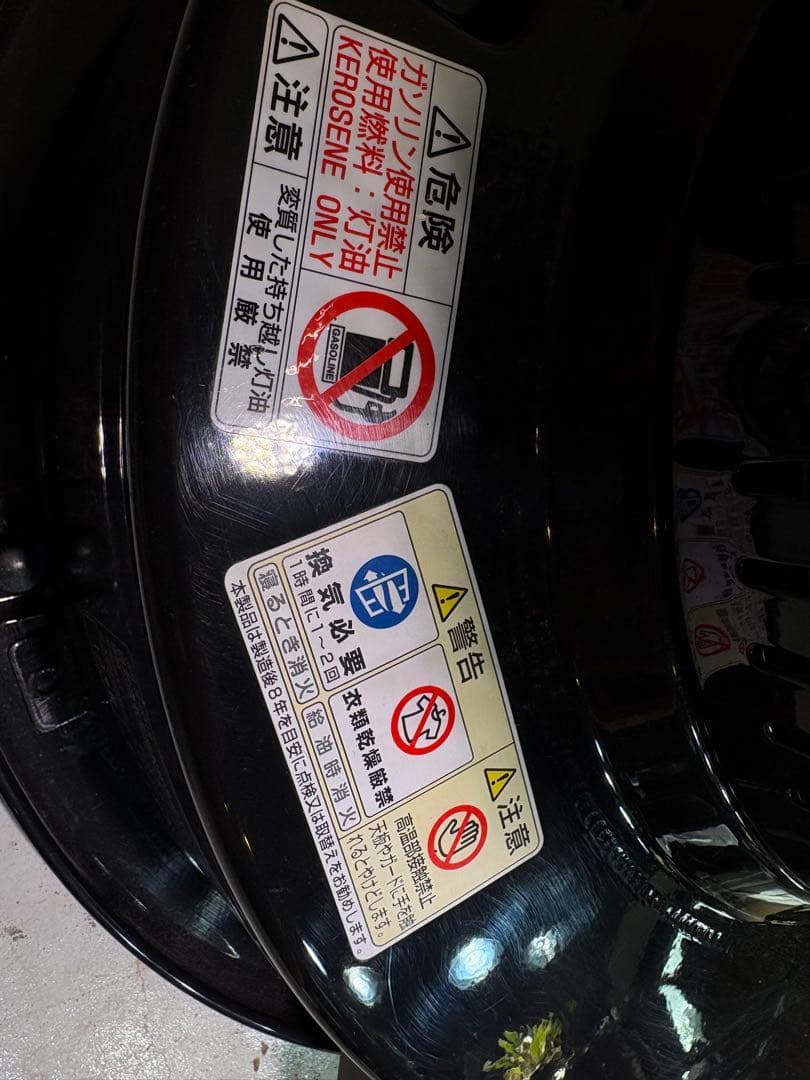 危険
ガソリン使用禁止
使用燃料：灯油
KEROSENE ONLY
GASOLINE
注意
変質した持ち越し灯油
使用厳禁
警告
換気必要
1時間に1～2回
衣類乾燥厳禁
寝るとき消火
給油時消火
注意
高温部接触禁止
天板やガードに手を触
れるとやけどします。
本製品は製造後8年を目安に点検又は取替えをお勧めします。